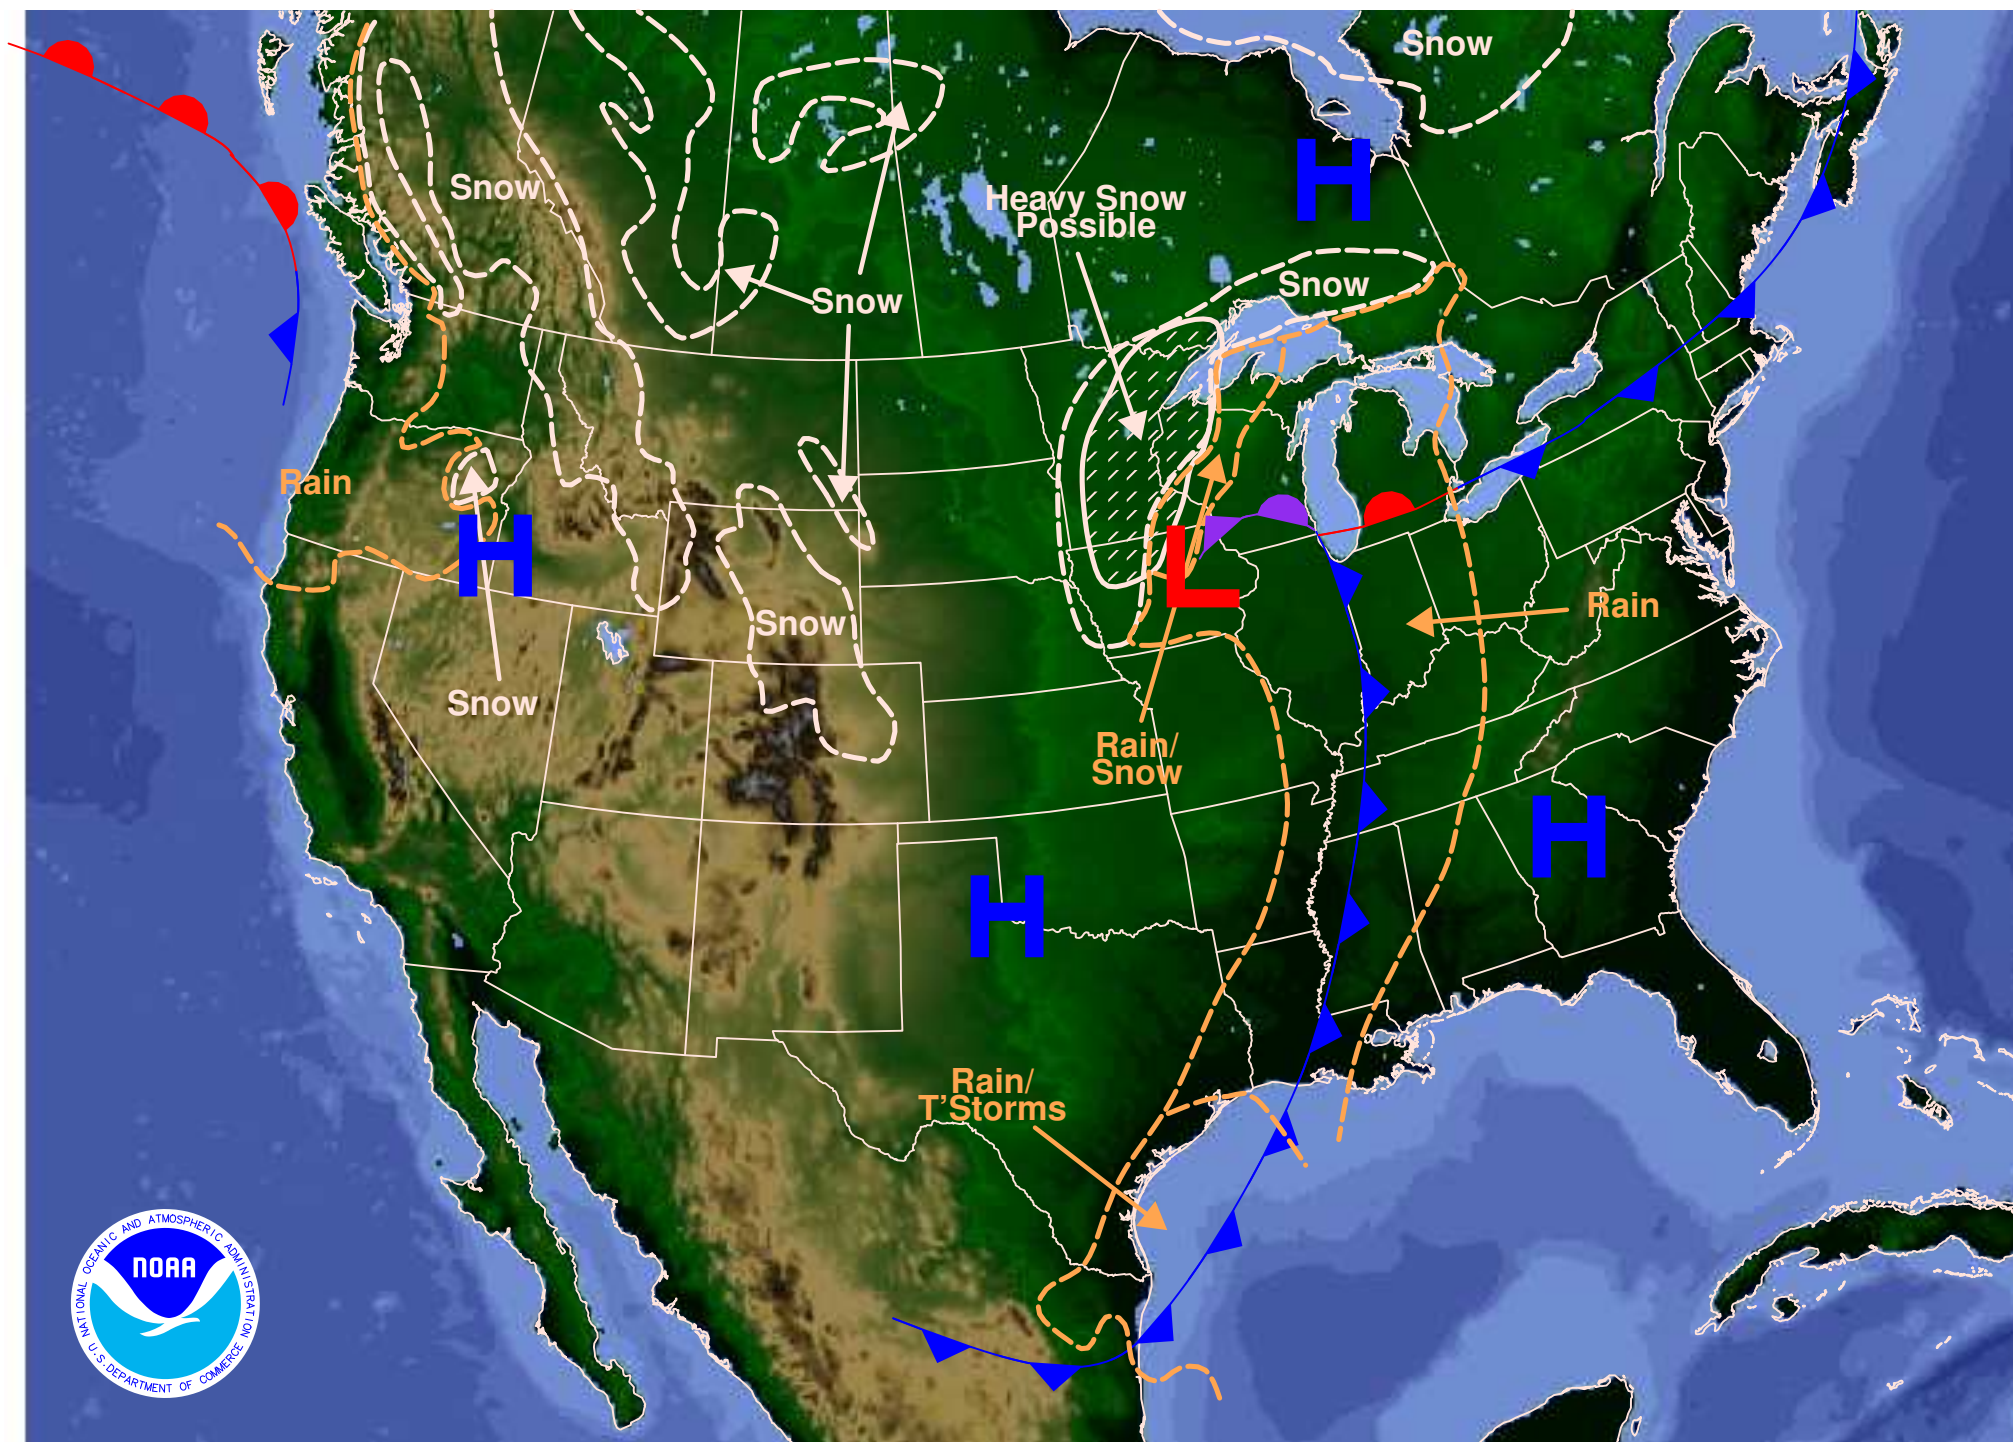 Snow
Snow
Heavy Snow
Possible
H
Snow
Snow
Rain
H
L
Rain
Snow
Snow
Rain/
Snow
H
H
Rain/
T'Storms
NATIONAL OCEANIC AND ATMOSPHERIC ADMINISTRATION
NOAA
U.S. DEPARTMENT OF COMMERCE